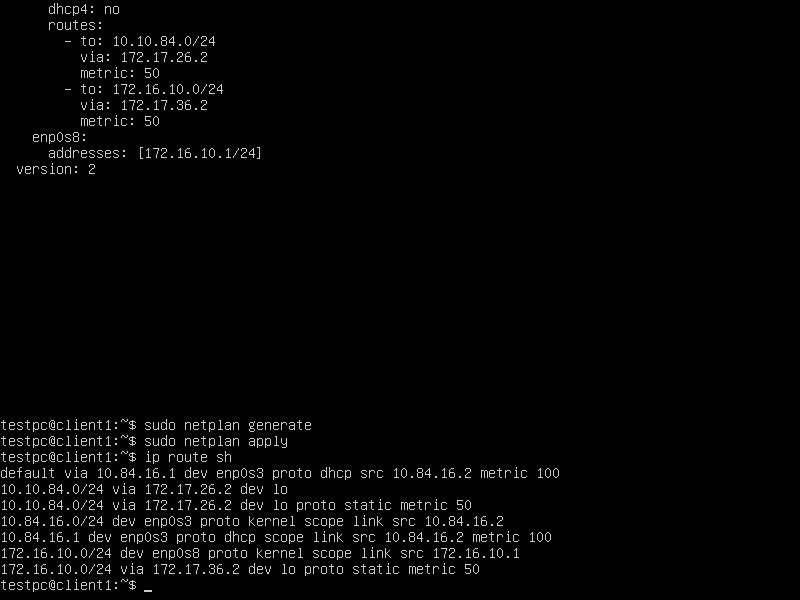 dhcp4: no
routes:
- to: 10.10.84.0/24
via: 172.17.26.2
metric: 50
- to: 172.16.10.0/24
via: 172.17.36.2
metric: 50
enp0s8:
addresses: [172.16.10.1/24]
version: 2
testpc@client1:~$ sudo netplan generate
testpc@client1:~$ sudo netplan apply
testpc@client1:~$ ip route sh
default via 10.84.16.1 dev enp0s3 proto dhcp src 10.84.16.2 metric 100
10.10.84.0/24 via 172.17.26.2 dev lo
10.10.84.0/24 via 172.17.26.2 dev lo proto static metric 50
10.84.16.0/24 dev enp0s3 proto kernel scope link src 10.84.16.2
10.84.16.1 dev enp0s3 proto dhcp scope link src 10.84.16.2 metric 100
172.16.10.0/24 dev enp0s8 proto kernel scope link src 172.16.10.1
172.16.10.0/24 via 172.17.36.2 dev lo proto static metric 50
testpc@client1:~$ _